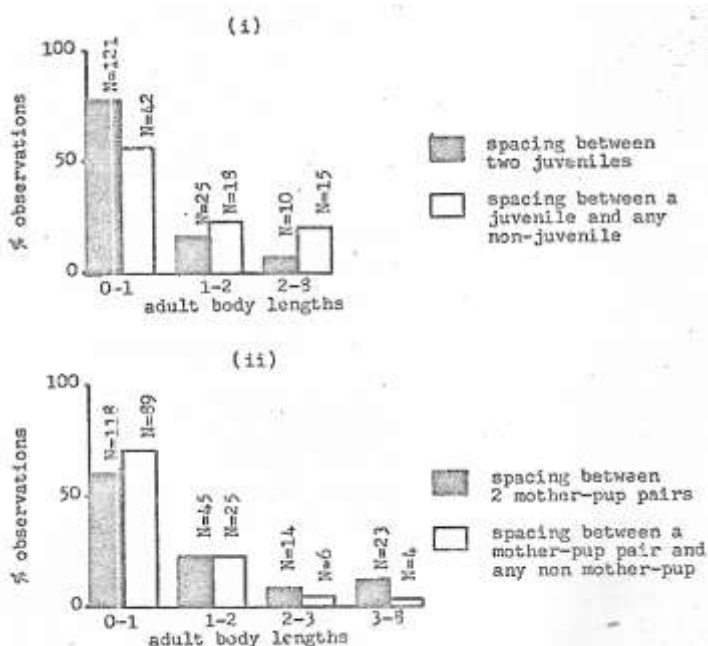 (i)
100
50
0
% observations
N=121
N=42
N=25
N=18
N=10
N=15
0-1
1-2
2-8
adult body lengths
spacing between
two juveniles
spacing between a
juvenile and any
non-juvenile
(ii)
100
50
0
% observations
N=118
N=89
N=45
N=25
N=14
N=6
N=23
N=4
0-1
1-2
2-3
3-8
adult body lengths
spacing between
2 mother-pup pairs
spacing between a
mother-pup pair and
any non mother-pup